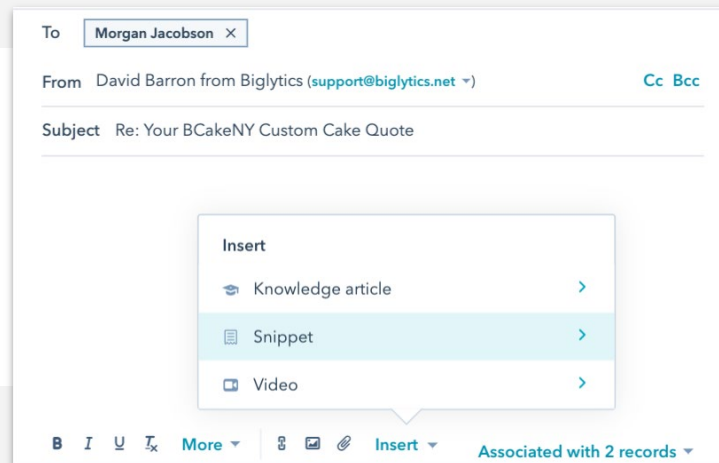 To Morgan Jacobson ×
From David Barron from Biglytics (support@biglytics.net)
Cc Bcc
Subject Re: Your BCakeNY Custom Cake Quote
Insert
Knowledge article
Snippet
Video
B I U Tx More Insert Associated with 2 records